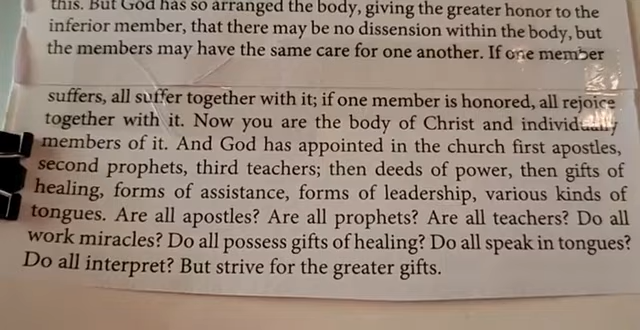 this. But God has so arranged the body, giving the greater honor to the
inferior member, that there may be no dissension within the body, but
the members may have the same care for one another. If one member
suffers, all suffer together with it; if one member is honored, all rejoice
together with it. Now you are the body of Christ and individually
members of it. And God has appointed in the church first apostles,
second prophets, third teachers; then deeds of power, then gifts of
healing, forms of assistance, forms of leadership, various kinds of
tongues. Are all apostles? Are all prophets? Are all teachers? Do all
work miracles? Do all possess gifts of healing? Do all speak in tongues?
Do all interpret? But strive for the greater gifts.